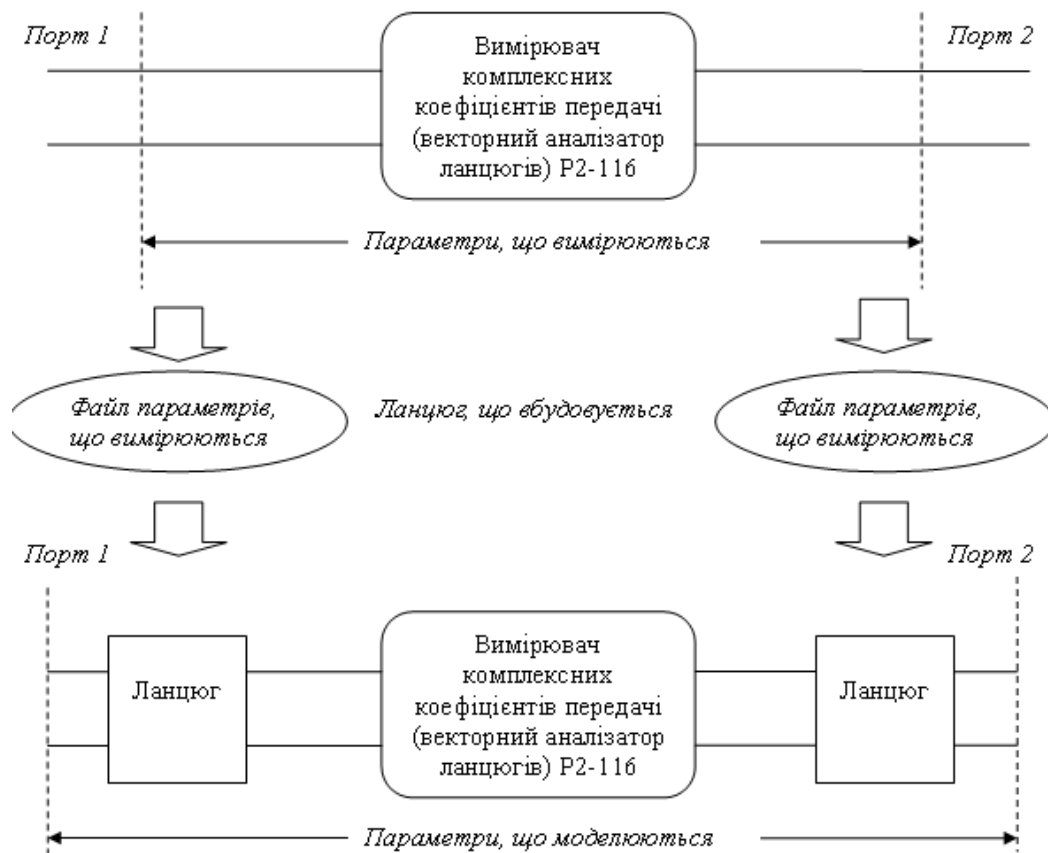 Порт 1
Порт 2
Вимірювач
комплексних
коефіцієнтів передачі
(векторний аналізатор
ланцюгів) Р2-116
Параметри, що вимірюються
Файл параметрів,
що вимірюються
Ланцюг, що вбудовується
Файл параметрів,
що вимірюються
Порт 1
Порт 2
Ланцюг
Вимірювач
комплексних
коефіцієнтів передачі
(векторний аналізатор
ланцюгів) Р2-116
Ланцюг
Параметри, що моделюються